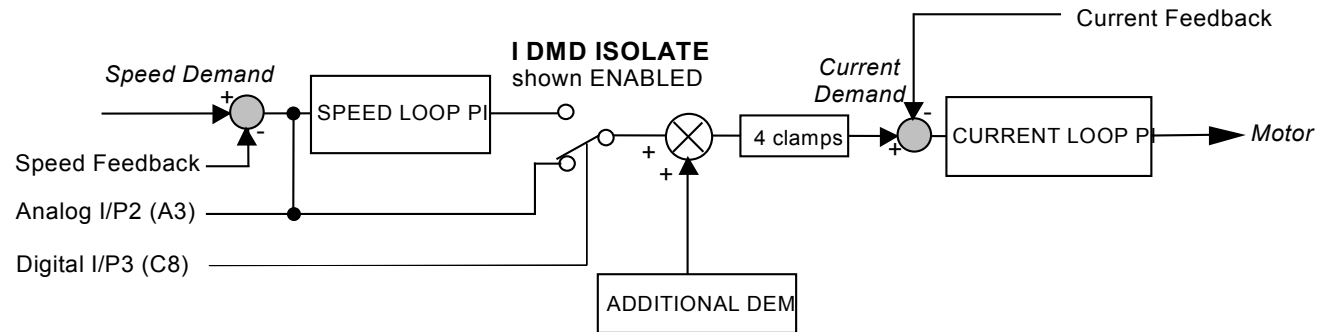 Current Feedback
I DMD ISOLATE
shown ENABLED
Speed Demand
Current
Demand
+
-
-
SPEED LOOP PI
4 clamps
CURRENT LOOP PI
Motor
+
+
+
Speed Feedback
Analog I/P2 (A3)
Digital I/P3 (C8)
ADDITIONAL DEM